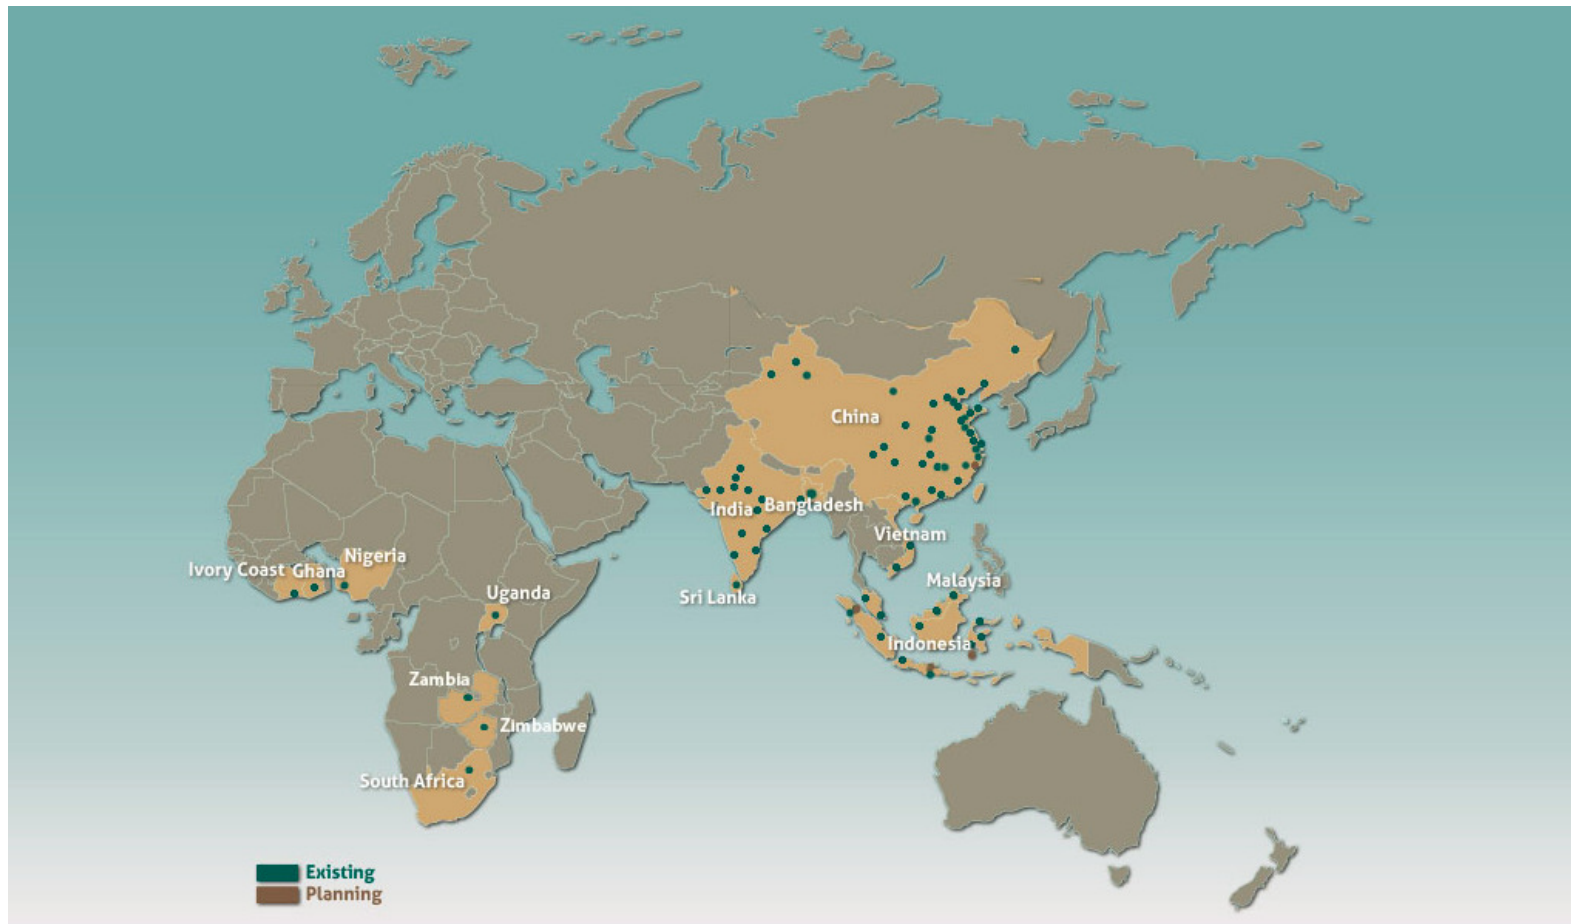 China
India
Bangladesh
Vietnam
Nigeria
Ivory Coast
Ghana
Malaysia
Uganda
Sri Lanka
Indonesia
Zambia
Zimbabwe
South Africa
Existing
Planning